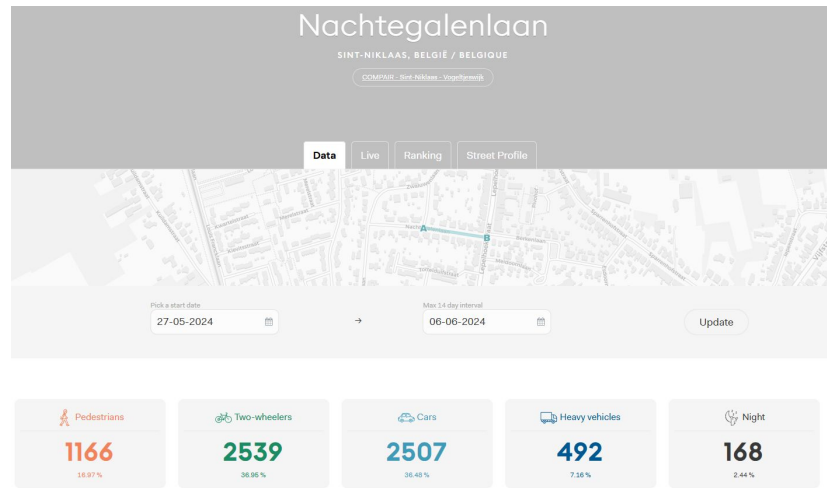 Nachtegalenlaan
SINT-NIKLAAS, BELGIË / BELGIQUE
COMPAIR - Sint-Niklaas - Vogeltjeswijk
Data Live Ranking Street Profile
A
B
Pick a start date
27-05-2024
→
Max 14 day interval
06-06-2024
Update
Pedestrians
1166
16.97 %
Two-wheelers
2539
36.95 %
Cars
2507
36.48 %
Heavy vehicles
492
7.16 %
Night
168
2.44 %